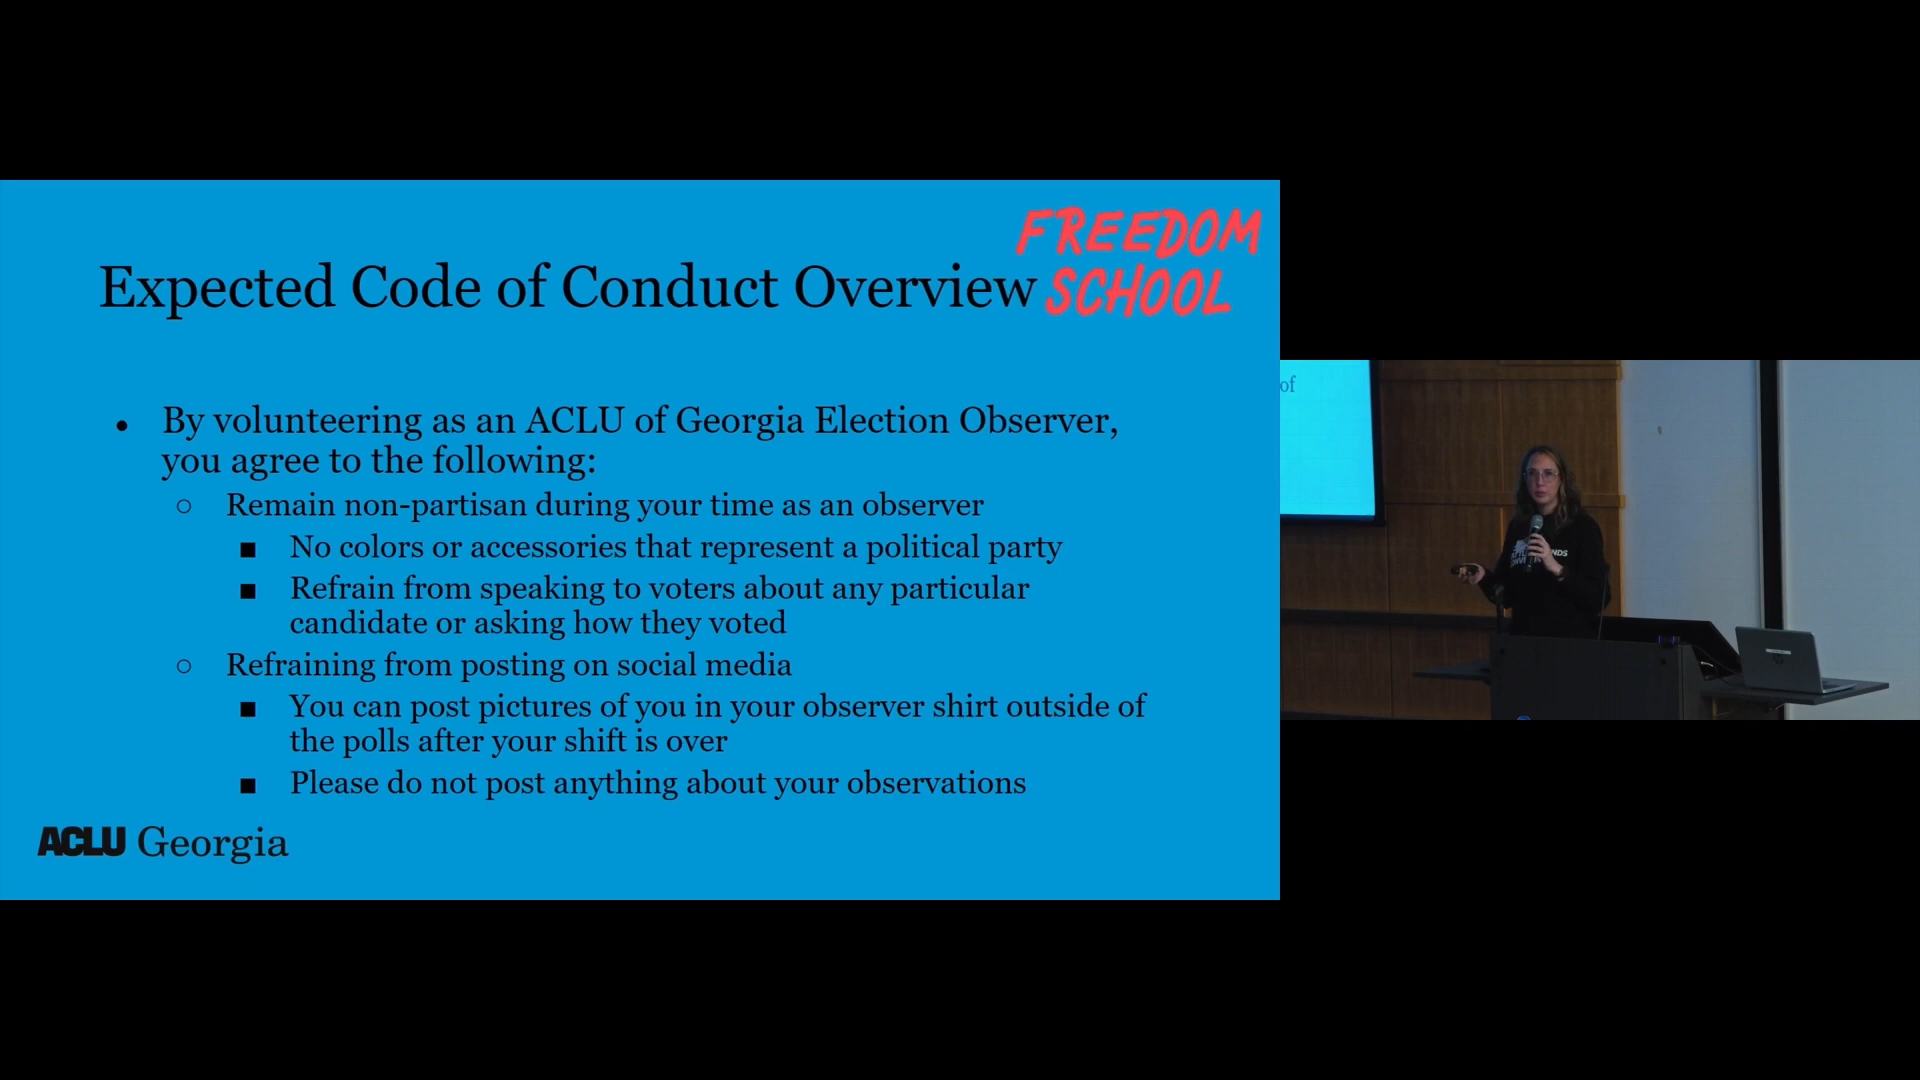 FREEDOM
SCHOOL
Expected Code of Conduct Overview
● By volunteering as an ACLU of Georgia Election Observer,
you agree to the following:
○ Remain non-partisan during your time as an observer
■ No colors or accessories that represent a political party
■ Refrain from speaking to voters about any particular
candidate or asking how they voted
○ Refraining from posting on social media
■ You can post pictures of you in your observer shirt outside of
the polls after your shift is over
■ Please do not post anything about your observations
ACLU Georgia
of